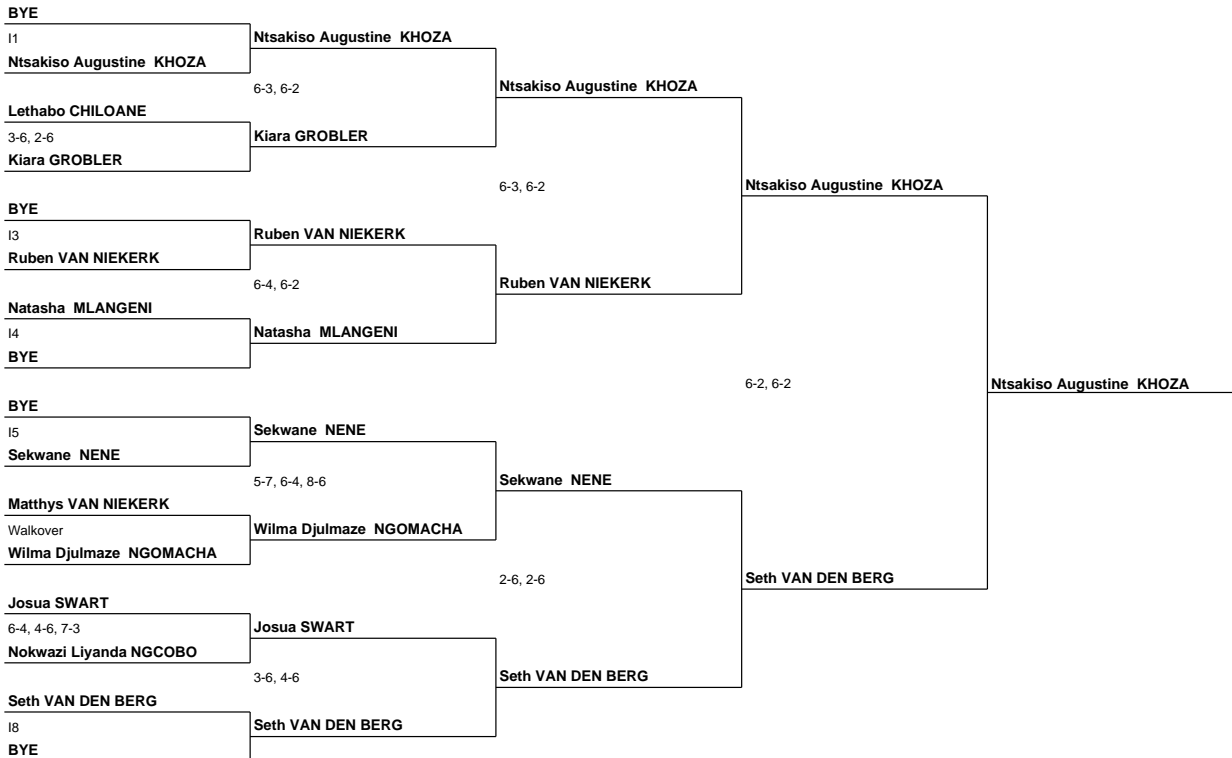 BYE
I1
Ntsakiso Augustine KHOZA
Lethabo CHILOANE
3-6, 2-6
Kiara GROBLER
BYE
I3
Ruben VAN NIEKERK
Natasha MLANGENI
I4
BYE
BYE
I5
Sekwane NENE
Matthys VAN NIEKERK
Walkover
Wilma Djulmaze NGOMACHA
Josua SWART
6-4, 4-6, 7-3
Nokwazi Liyanda NGCOBO
Seth VAN DEN BERG
I8
BYE
Ntsakiso Augustine KHOZA
6-3, 6-2
Kiara GROBLER
Ruben VAN NIEKERK
6-4, 6-2
Natasha MLANGENI
Sekwane NENE
5-7, 6-4, 8-6
Wilma Djulmaze NGOMACHA
Josua SWART
3-6, 4-6
Seth VAN DEN BERG
Ntsakiso Augustine KHOZA
6-3, 6-2
Ruben VAN NIEKERK
Sekwane NENE
2-6, 2-6
Seth VAN DEN BERG
Ntsakiso Augustine KHOZA
6-2, 6-2
Seth VAN DEN BERG
Ntsakiso Augustine KHOZA